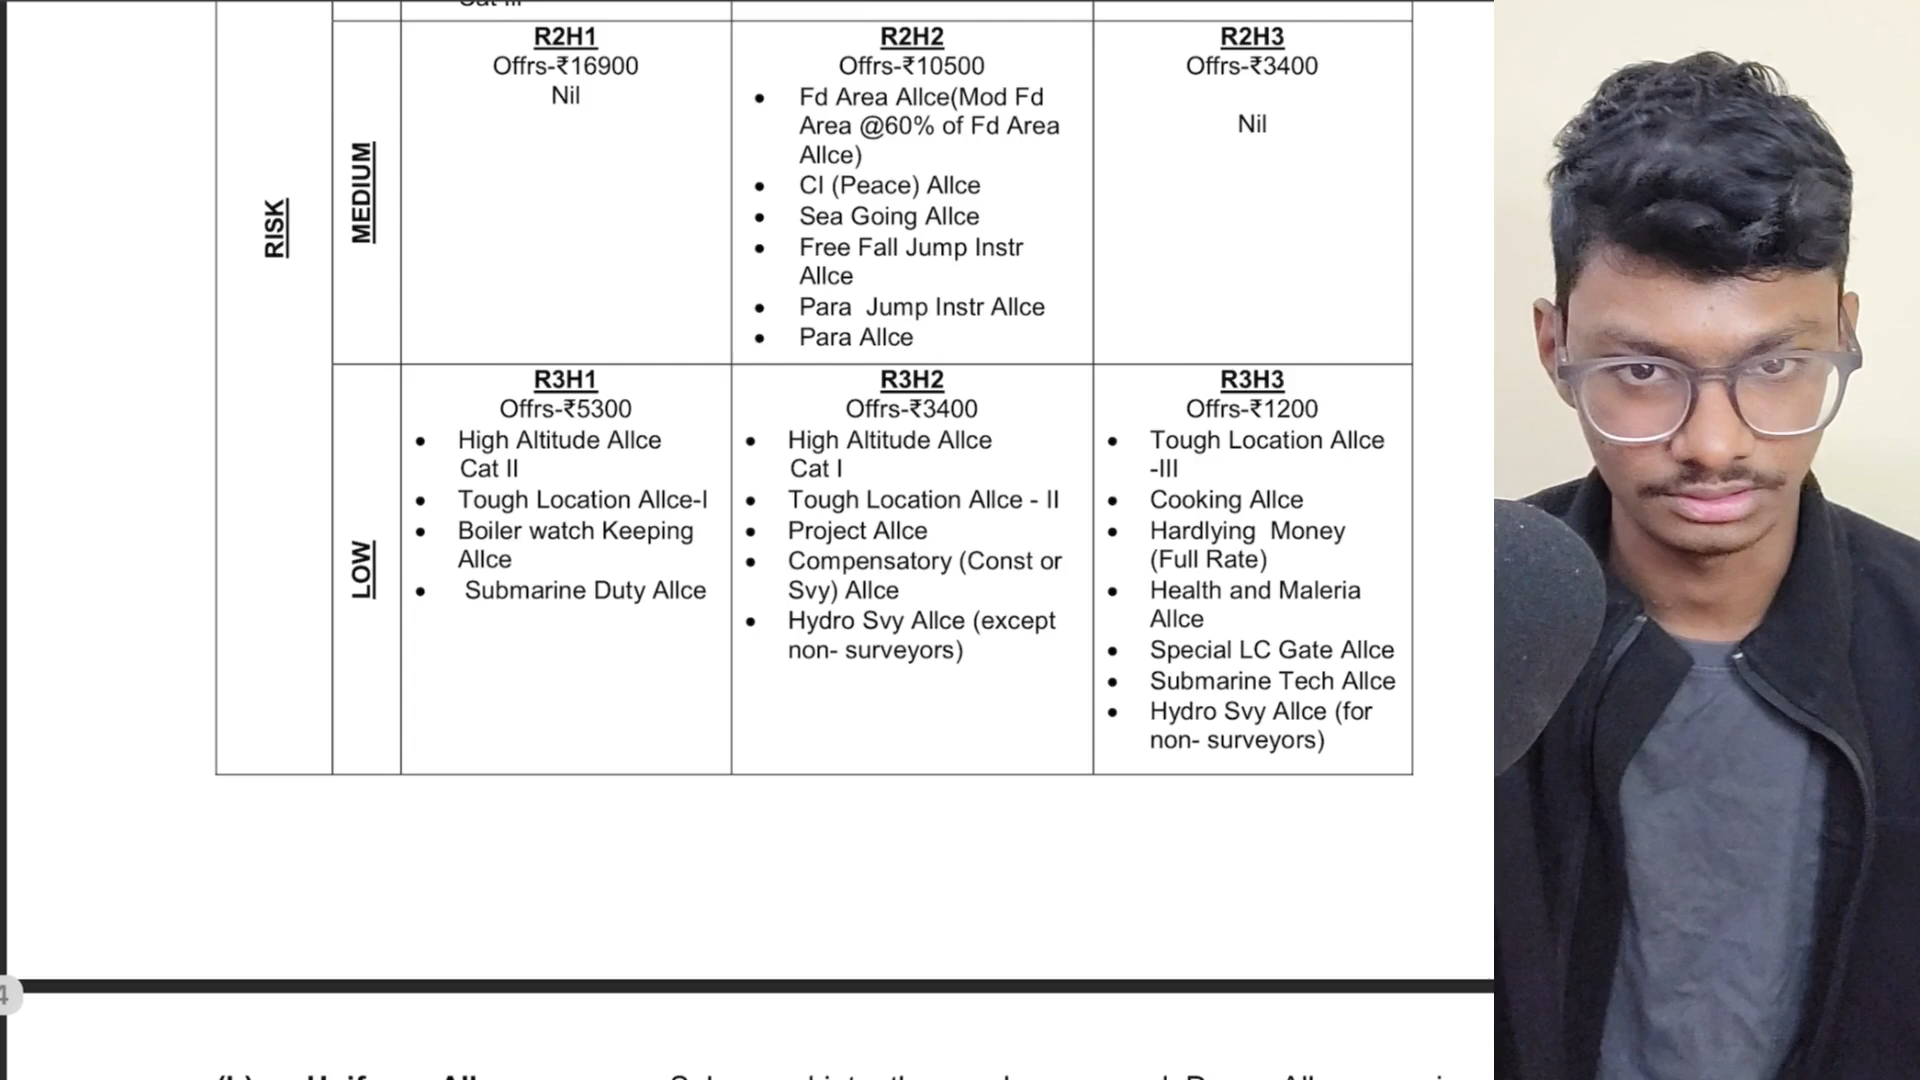 R2H1
Offrs-₹16900
Nil
R2H2
Offrs-₹10500
• Fd Area Allce(Mod Fd
Area @60% of Fd Area
Allce)
• CI (Peace) Allce
• Sea Going Allce
• Free Fall Jump Instr
Allce
• Para Jump Instr Allce
• Para Allce
R2H3
Offrs-₹3400
Nil
RISK
MEDIUM
LOW
R3H1
Offrs-₹5300
• High Altitude Allce
Cat II
• Tough Location Allce-I
• Boiler watch Keeping
Allce
• Submarine Duty Allce
R3H2
Offrs-₹3400
• High Altitude Allce
Cat I
• Tough Location Allce - II
• Project Allce
• Compensatory (Const or
Svy) Allce
• Hydro Svy Allce (except
non- surveyors)
R3H3
Offrs-₹1200
• Tough Location Allce
-III
• Cooking Allce
• Hardlying Money
(Full Rate)
• Health and Maleria
Allce
• Special LC Gate Allce
• Submarine Tech Allce
• Hydro Svy Allce (for
non- surveyors)
4